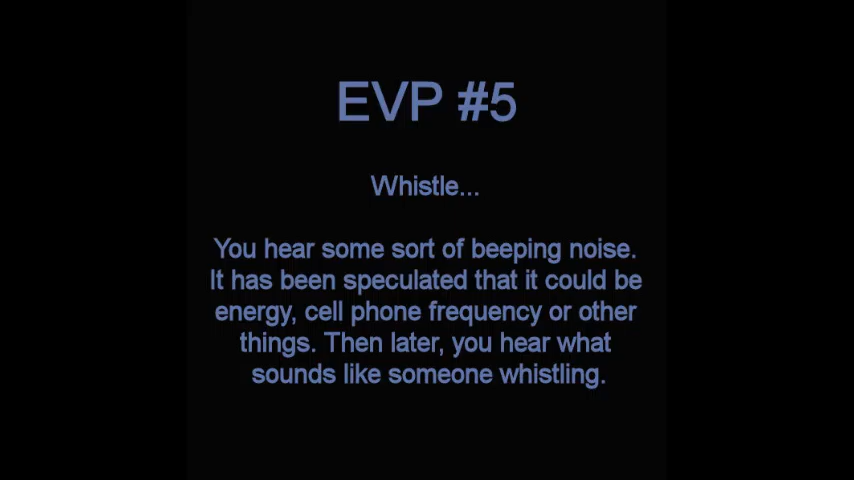 EVP #5
Whistle...
You hear some sort of beeping noise.
It has been speculated that it could be
energy, cell phone frequency or other
things. Then later, you hear what
sounds like someone whistling.